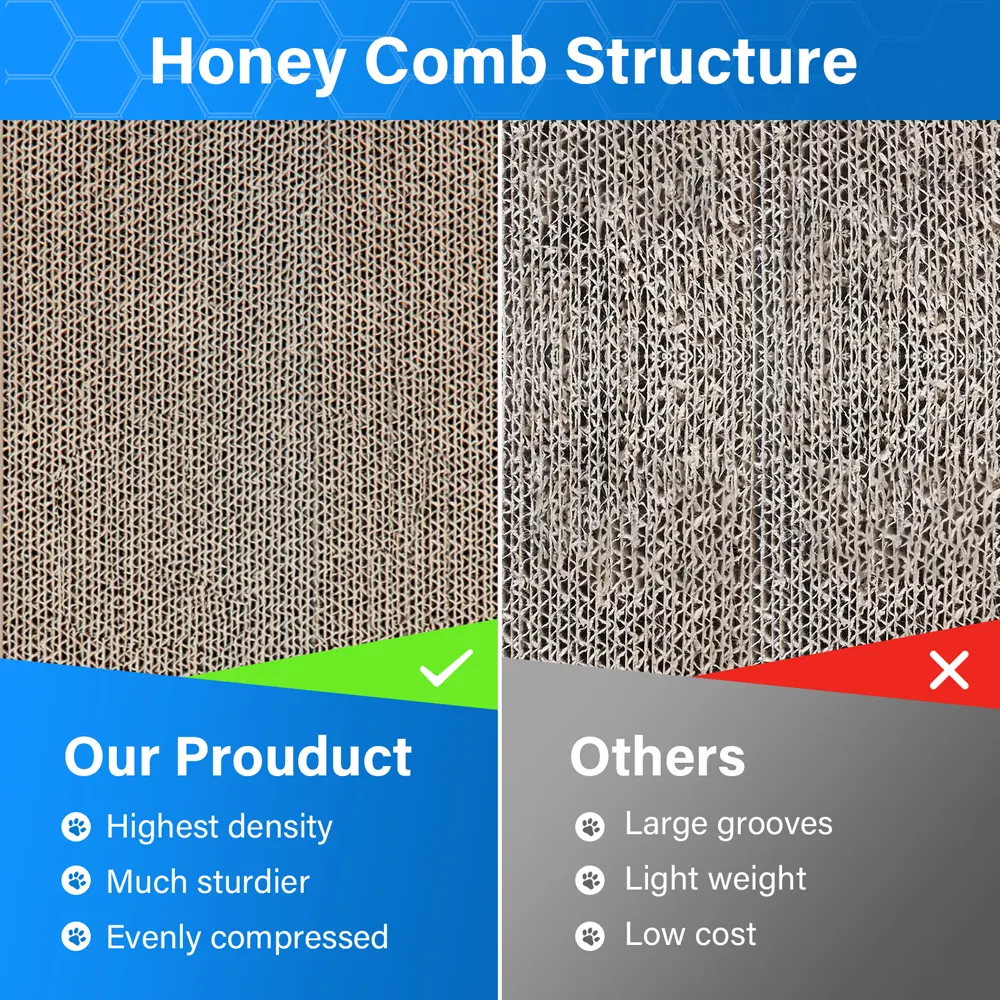 Honey Comb Structure
Our Prouduct
Highest density
Much sturdier
Evenly compressed
Others
Large grooves
Light weight
Low cost